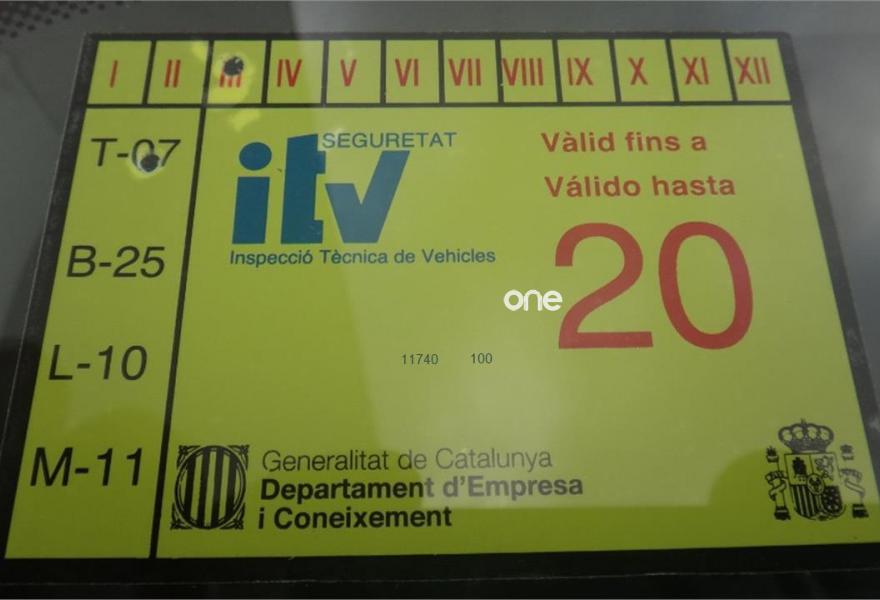 I II III IV V VI VII VIII IX X XI XII
T-07
B-25
L-10
M-11
SEGURETAT
itv
Inspecció Tècnica de Vehicles
Vàlid fins a
Válido hasta
20
one
11740 100
Generalitat de Catalunya
Departament d'Empresa
i Coneixement